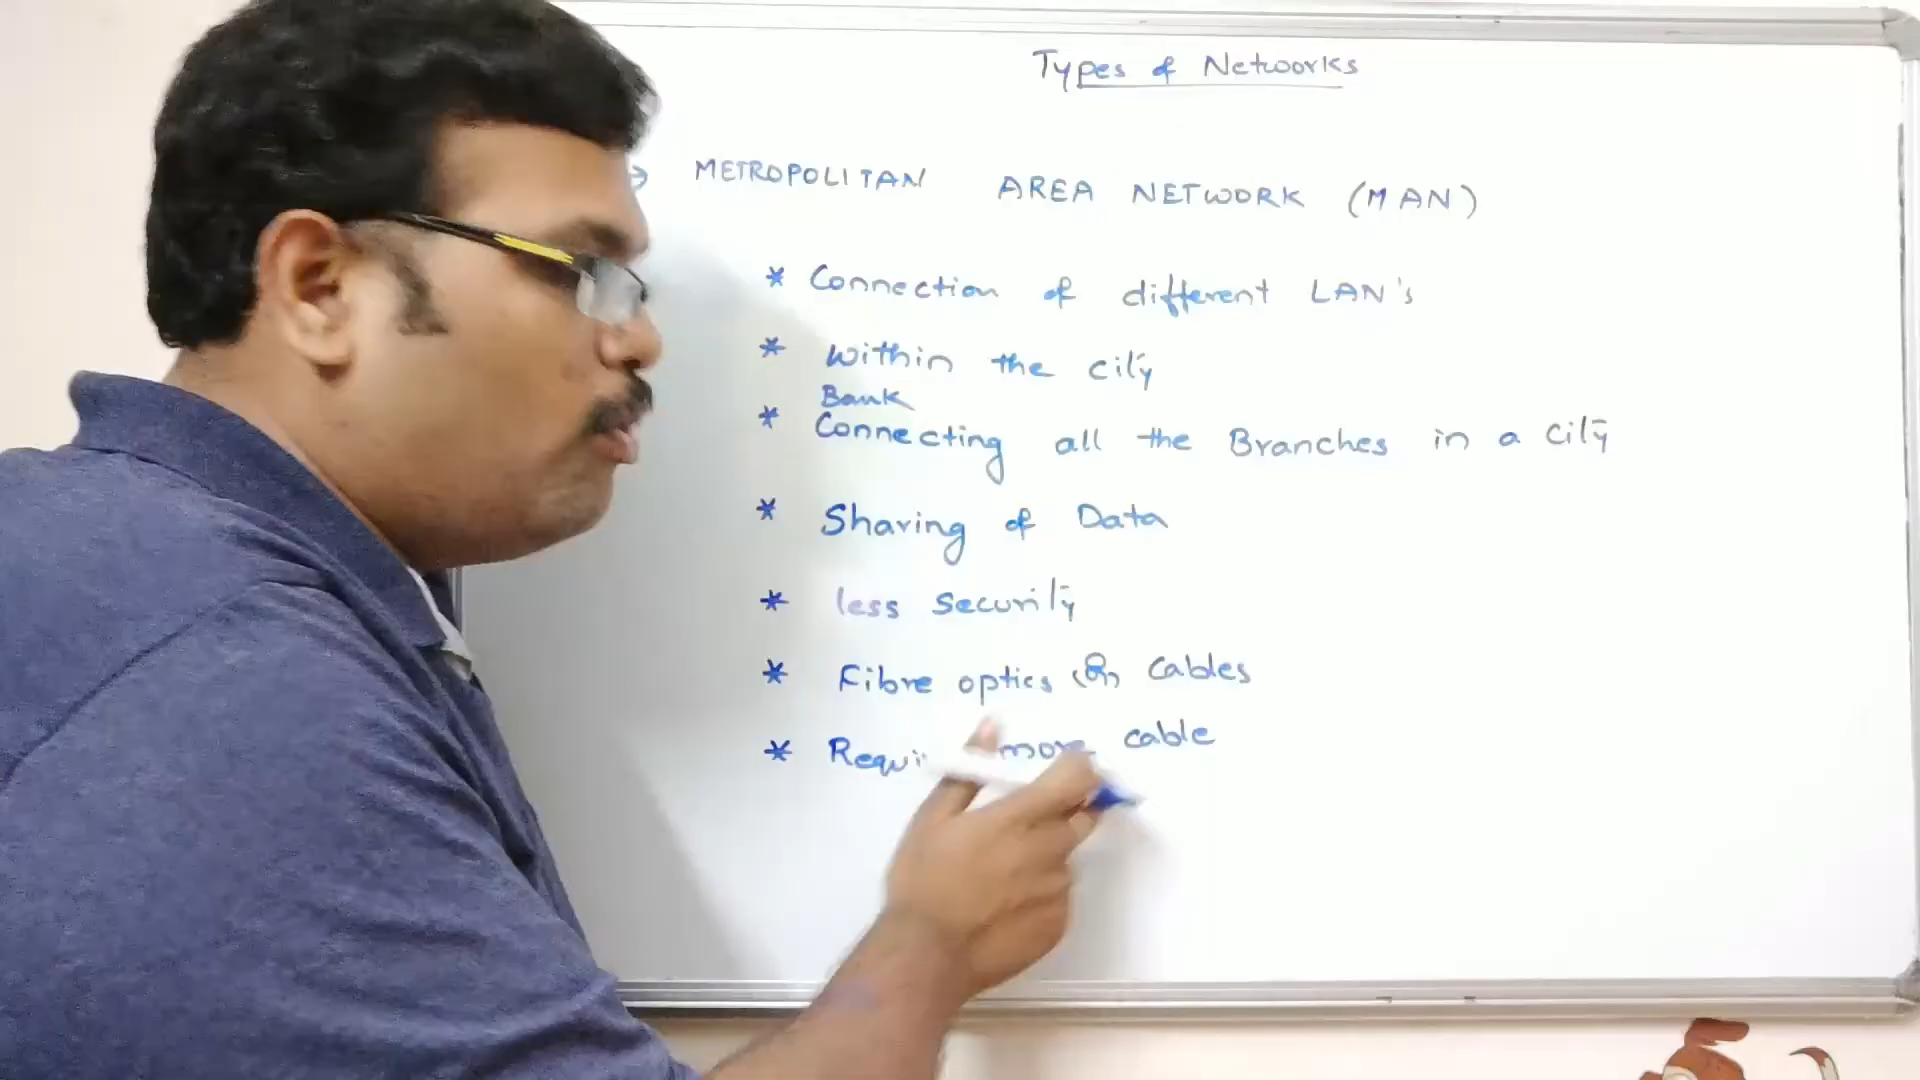 Types of Networks
→ METROPOLITAN AREA NETWORK (MAN)
* Connection of different LAN's
* within the city
Bank
* Connecting all the Branches in a city
* Sharing of Data
* less security
* Fibre optics (or) cables
* more cable